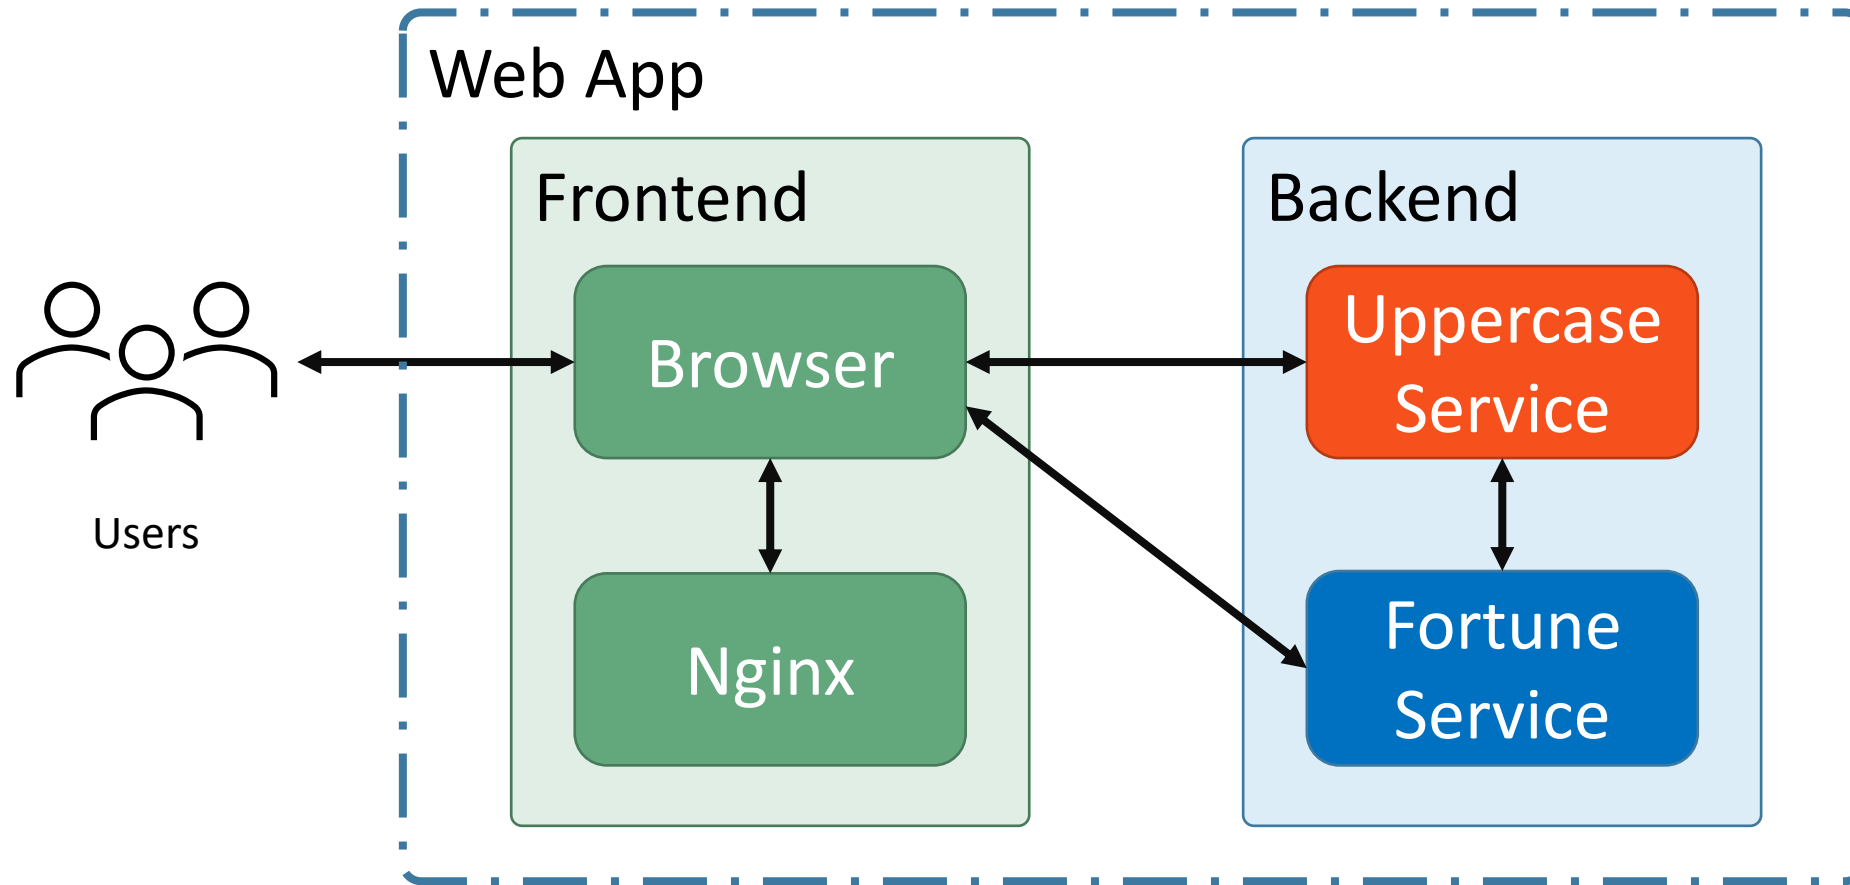 Web App
Frontend
Backend
Browser
Uppercase
Service
Users
Nginx
Fortune
Service